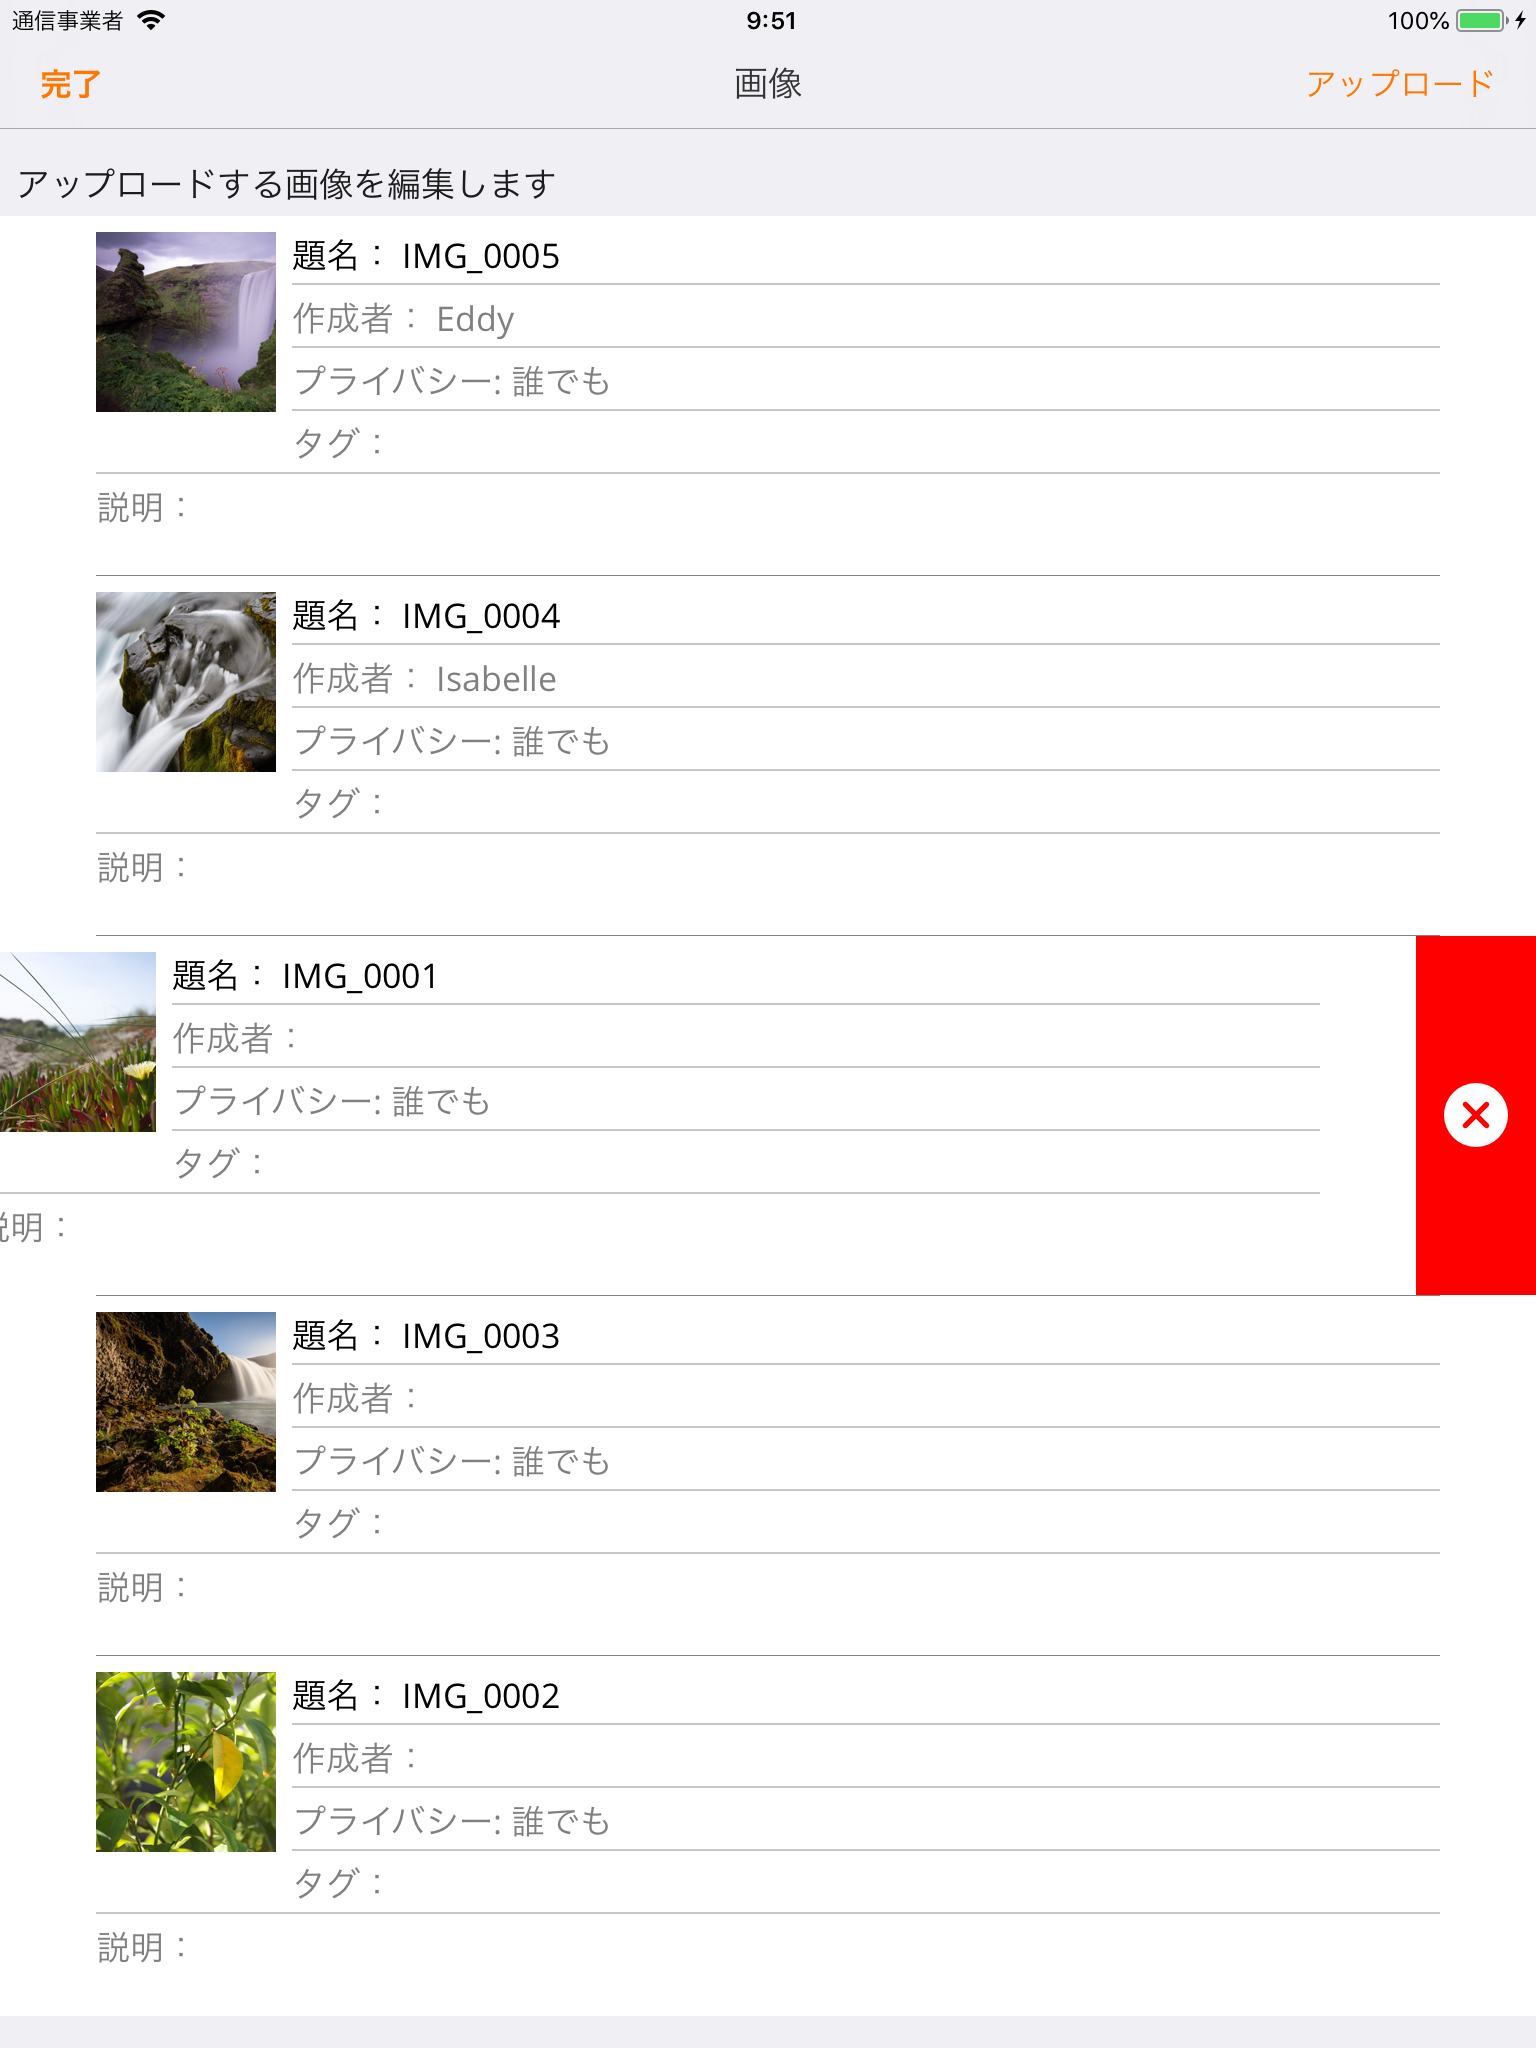 通信事業者 9:51 100%
完了 画像 アップロード
アップロードする画像を編集します
題名： IMG_0005
作成者： Eddy
プライバシー: 誰でも
タグ：
説明：
題名： IMG_0004
作成者： Isabelle
プライバシー: 誰でも
タグ：
説明：
題名： IMG_0001
作成者：
プライバシー: 誰でも
タグ：
説明：
題名： IMG_0003
作成者：
プライバシー: 誰でも
タグ：
説明：
題名： IMG_0002
作成者：
プライバシー: 誰でも
タグ：
説明：